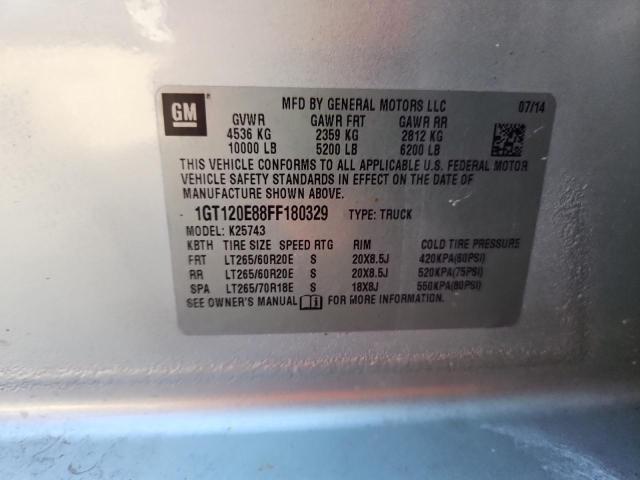 GM
MFD BY GENERAL MOTORS LLC 07/14
GVWR GAWR FRT GAWR RR
4536 KG 2359 KG 2812 KG
10000 LB 5200 LB 6200 LB
THIS VEHICLE CONFORMS TO ALL APPLICABLE U.S. FEDERAL MOTOR
VEHICLE SAFETY STANDARDS IN EFFECT ON THE DATE OF
MANUFACTURE SHOWN ABOVE.
1GT120E88FF180329 TYPE: TRUCK
MODEL: K25743
KBTH TIRE SIZE SPEED RTG RIM COLD TIRE PRESSURE
FRT LT265/60R20E S 20X8.5J 420KPA(60PSI)
RR LT265/60R20E S 20X8.5J 520KPA(75PSI)
SPA LT265/70R18E S 18X8J 550KPA(80PSI)
SEE OWNER'S MANUAL FOR MORE INFORMATION.